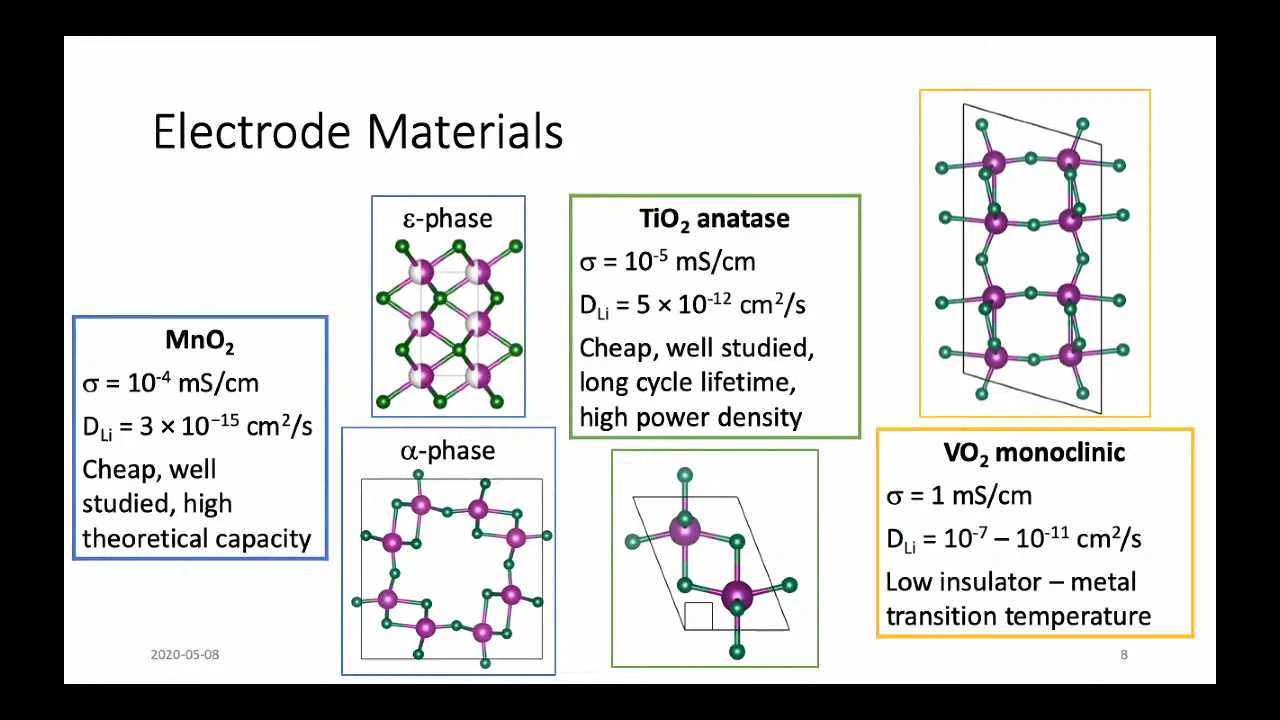 Electrode Materials
MnO₂
σ = 10⁻⁴ mS/cm
D_Li = 3 × 10⁻¹⁵ cm²/s
Cheap, well
studied, high
theoretical capacity
ε-phase
α-phase
TiO₂ anatase
σ = 10⁻⁵ mS/cm
D_Li = 5 × 10⁻¹² cm²/s
Cheap, well studied,
long cycle lifetime,
high power density
VO₂ monoclinic
σ = 1 mS/cm
D_Li = 10⁻⁷ – 10⁻¹¹ cm²/s
Low insulator – metal
transition temperature
2020-05-08
8